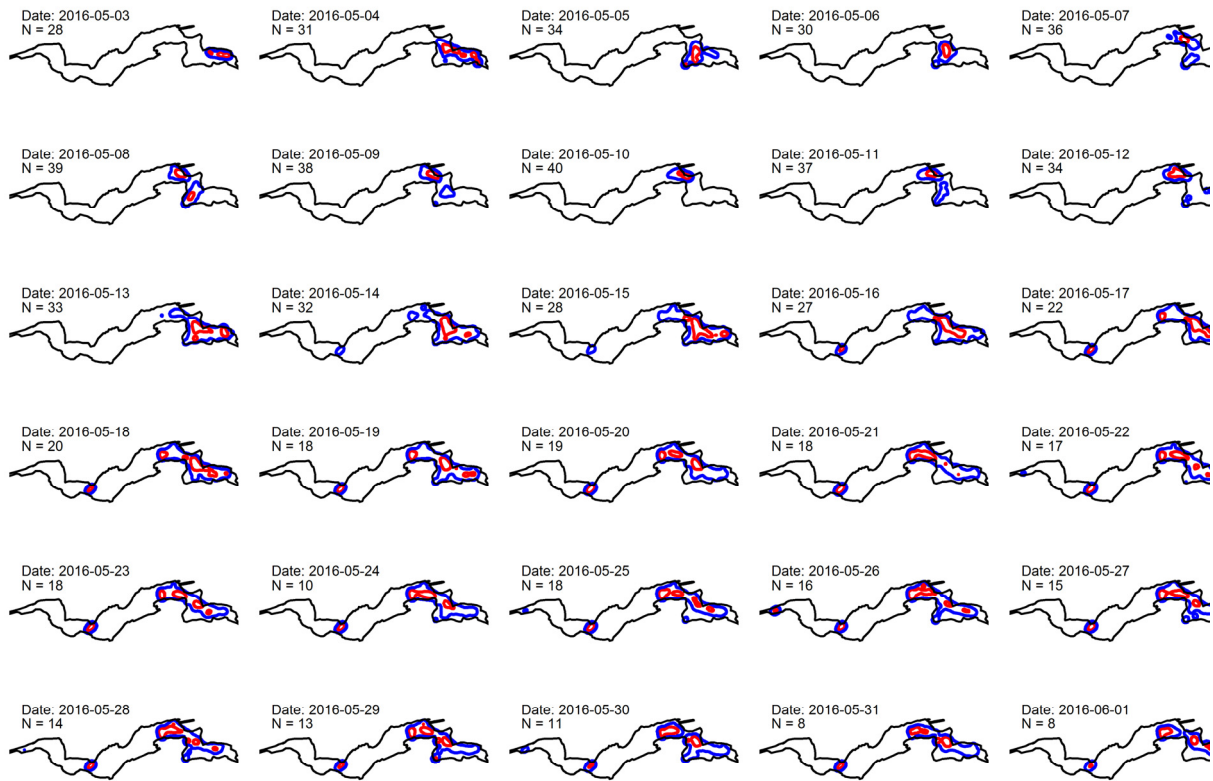 Date: 2016-05-03
N = 28
Date: 2016-05-04
N = 31
Date: 2016-05-05
N = 34
Date: 2016-05-06
N = 30
Date: 2016-05-07
N = 36
Date: 2016-05-08
N = 39
Date: 2016-05-09
N = 38
Date: 2016-05-10
N = 40
Date: 2016-05-11
N = 37
Date: 2016-05-12
N = 34
Date: 2016-05-13
N = 33
Date: 2016-05-14
N = 32
Date: 2016-05-15
N = 28
Date: 2016-05-16
N = 27
Date: 2016-05-17
N = 22
Date: 2016-05-18
N = 20
Date: 2016-05-19
N = 18
Date: 2016-05-20
N = 19
Date: 2016-05-21
N = 18
Date: 2016-05-22
N = 17
Date: 2016-05-23
N = 18
Date: 2016-05-24
N = 10
Date: 2016-05-25
N = 18
Date: 2016-05-26
N = 16
Date: 2016-05-27
N = 15
Date: 2016-05-28
N = 14
Date: 2016-05-29
N = 13
Date: 2016-05-30
N = 11
Date: 2016-05-31
N = 8
Date: 2016-06-01
N = 8